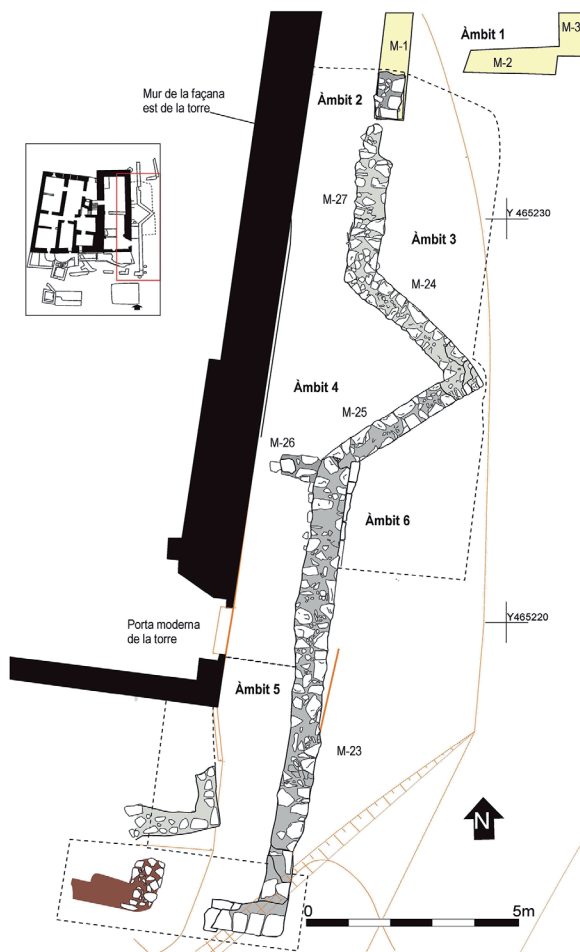 M-1
Àmbit 1
M-3
M-2
Mur de la façana
est de la torre
Àmbit 2
M-27
Y 465230
Àmbit 3
M-24
Àmbit 4
M-25
M-26
Àmbit 6
Porta moderna
de la torre
Y465220
Àmbit 5
M-23
N
0
5m